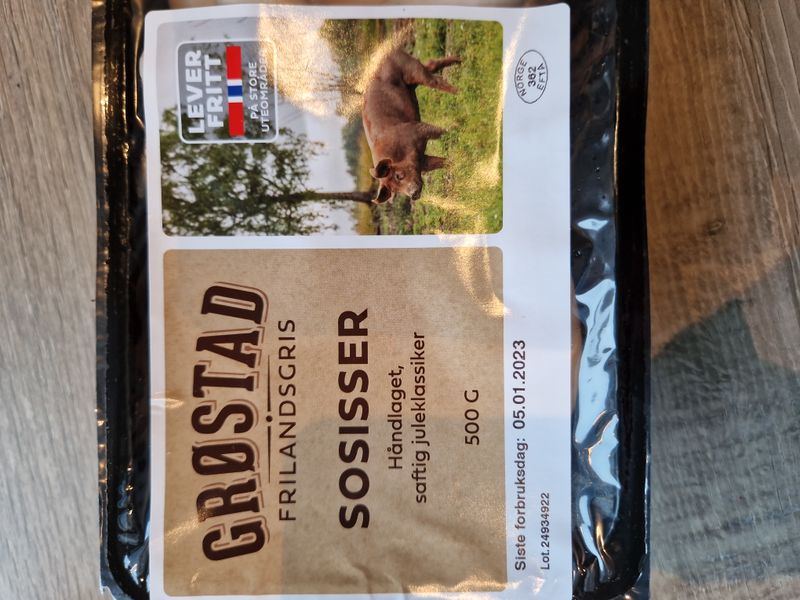 LEVER
FRITT
PÅ STORE
UTEOMRÅDER
NORGE
362
EFTA
GRØSTAD
FRILANDSGRIS
SOSISSER
Håndlaget,
saftig juleklassiker
500 G
Siste forbruksdag: 05.01.2023
Lot.24934922